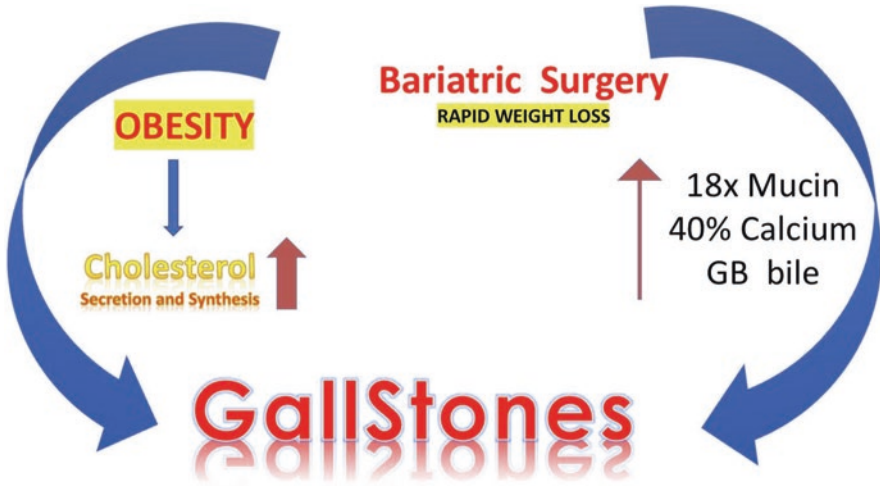 OBESITY
Cholesterol
Secretion and Synthesis
Bariatric Surgery
RAPID WEIGHT LOSS
18x Mucin
40% Calcium
GB bile
GallStones